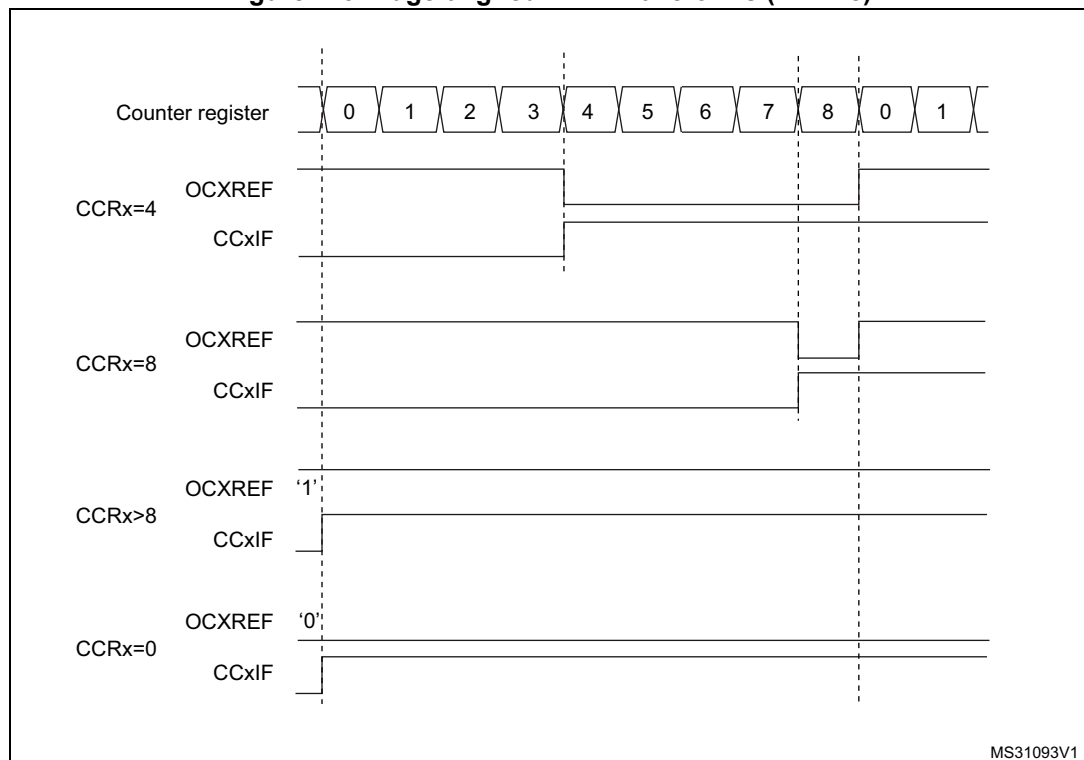 Counter register 0 1 2 3 4 5 6 7 8 0 1
OCXREF
CCRx=4
CCxIF
OCXREF
CCRx=8
CCxIF
OCXREF '1'
CCRx>8
CCxIF
OCXREF '0'
CCRx=0
CCxIF
MS31093V1